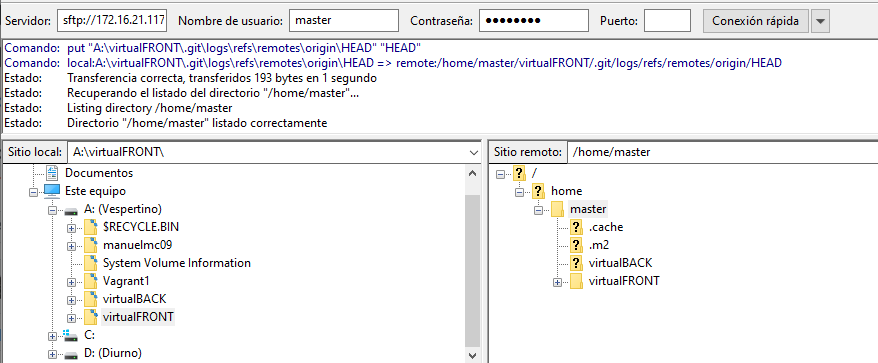 Servidor: sftp://172.16.21.117 Nombre de usuario: master Contraseña: ●●●●●●●● Puerto: Conexión rápida
Comando: put "A:\virtualFRONT\.git\logs\refs\remotes\origin\HEAD" "HEAD"
Comando: local:A:\virtualFRONT\.git\logs\refs\remotes\origin\HEAD => remote:/home/master/virtualFRONT/.git/logs/refs/remotes/origin/HEAD
Estado: Transferencia correcta, transferidos 193 bytes en 1 segundo
Estado: Recuperando el listado del directorio "/home/master"...
Estado: Listing directory /home/master
Estado: Directorio "/home/master" listado correctamente
Sitio local: A:\virtualFRONT\
Documentos
Este equipo
A: (Vespertino)
$RECYCLE.BIN
manuelmc09
System Volume Information
Vagrant1
virtualBACK
virtualFRONT
C:
D: (Diurno)
Sitio remoto: /home/master
/
home
master
.cache
.m2
virtualBACK
virtualFRONT